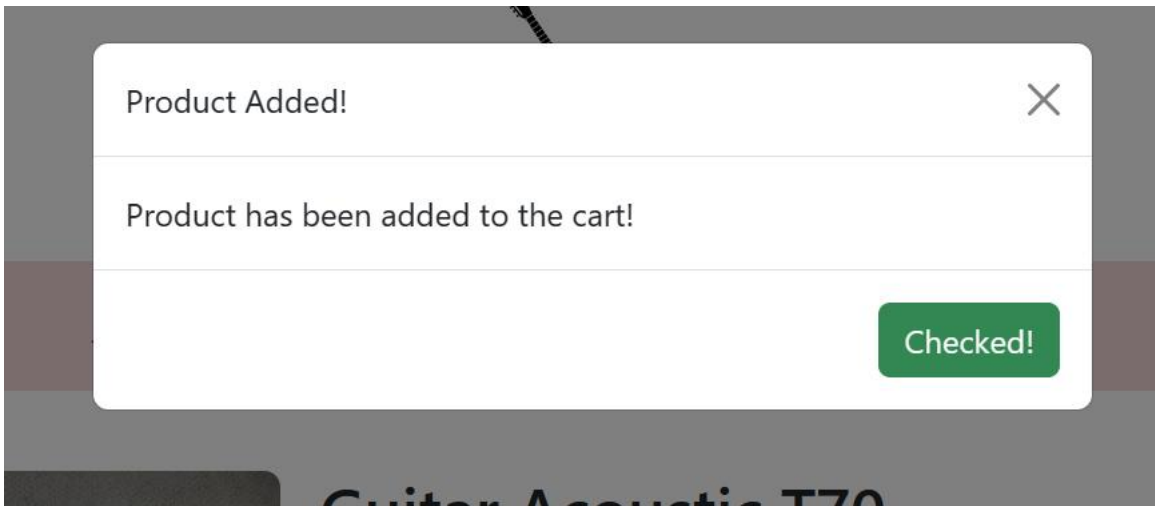 Product Added!
Product has been added to the cart!
Checked!
Guitar Acoustic T70